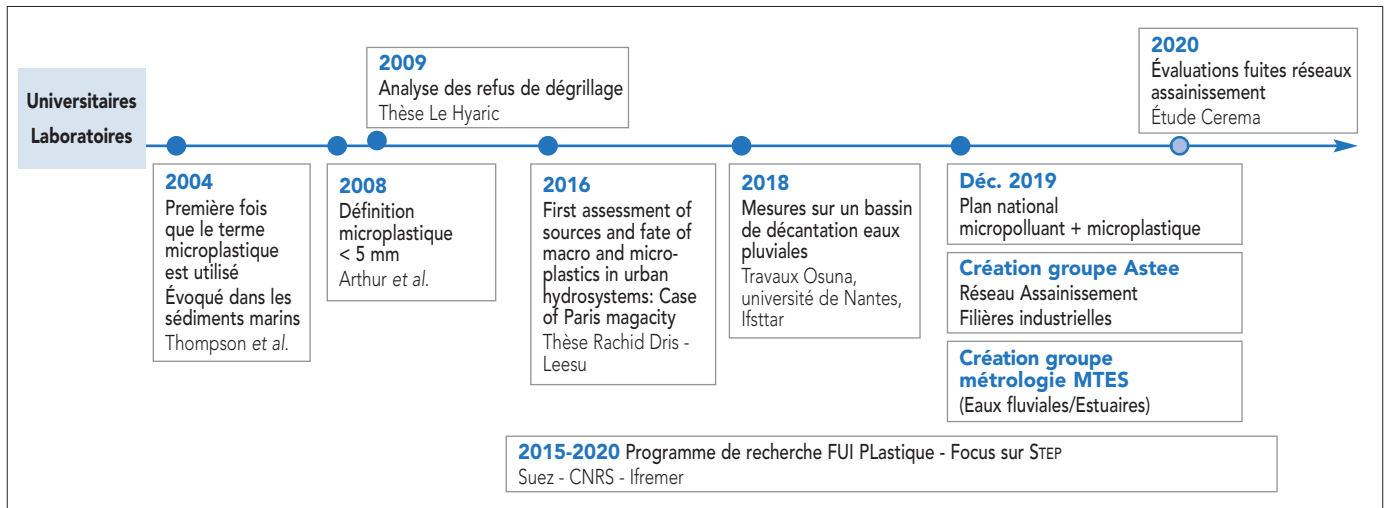 Universitaires
Laboratoires
2004
Première fois
que le terme
microplastique
est utilisé
Évoqué dans les
sédiments marins
Thompson et al.
2008
Définition
microplastique
< 5 mm
Arthur et al.
2009
Analyse des refus de dégrillage
Thèse Le Hyaric
2016
First assessment of
sources and fate of
macro and micro-
plastics in urban
hydrosystems: Case
of Paris magacity
Thèse Rachid Dris -
Leesu
2018
Mesures sur un bassin
de décantation eaux
pluviales
Travaux Osuna,
université de Nantes,
Ifsttar
Déc. 2019
Plan national
micropolluant + microplastique
Création groupe Astee
Réseau Assainissement
Filières industrielles
Création groupe
métrologie MTES
(Eaux fluviales/Estuaires)
2020
Évaluations fuites réseaux
assainissement
Étude Cerema
2015-2020 Programme de recherche FUI PLastique - Focus sur STEP
Suez - CNRS - Ifremer